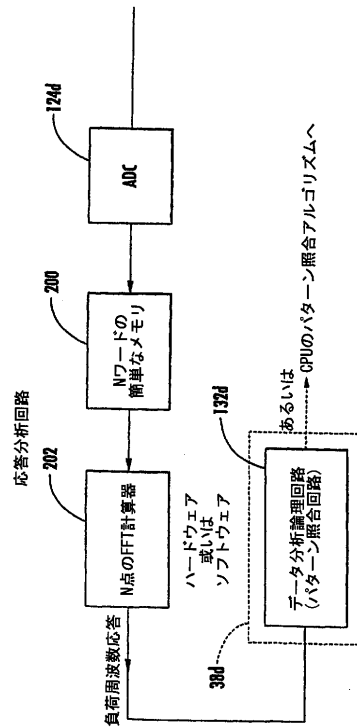 応答分析回路
124d
ADC
200
Nワードの
簡単なメモリ
202
N点のFFT計算器
負荷周波数応答
ハードウェア
或いは
ソフトウェア
38d
132d
データ分析論理回路
(パターン照合回路)
あるいは
CPUのパターン照合アルゴリズムへ